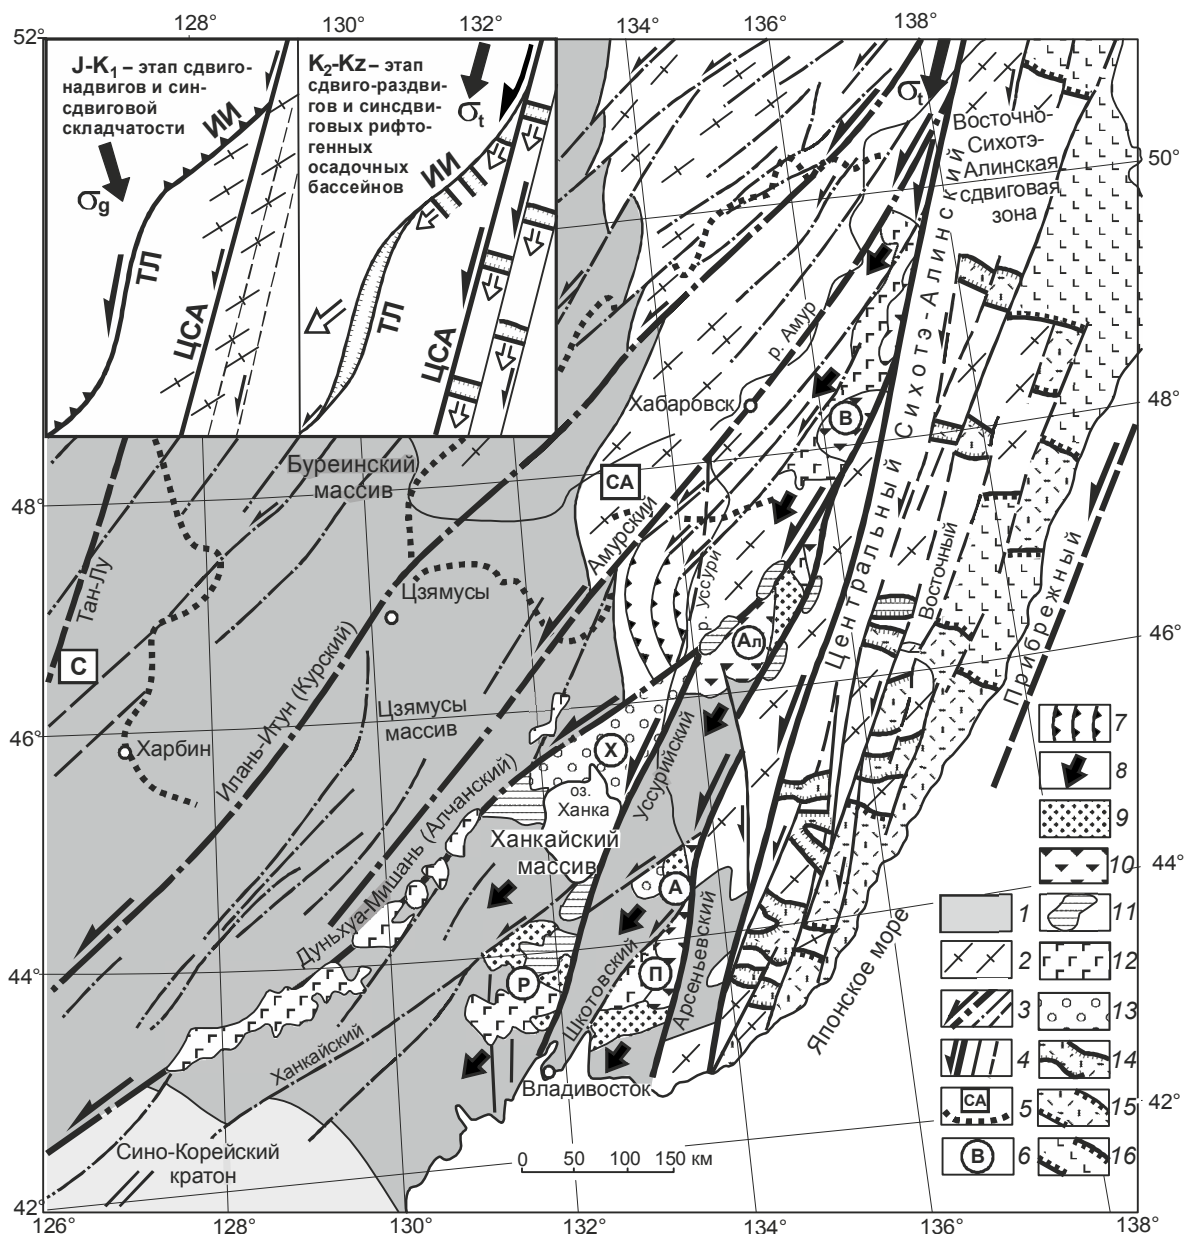 128°
130°
132°
134°
136°
138°
52°
J-K1 – этап сдвиго-
надвигов и син-
сдвиговой
складчатости
σg
ИИ
ТЛ
ЦСА
K2-Kz – этап
сдвиго-раздви-
гов и синсдви-
говых рифто-
генных
осадочных
бассейнов
σt
ИИ
ТЛ
ЦСА
σt
Восточно-
Сихотэ-
Алинская
сдвиговая
зона
50°
р. Амур
Хабаровск
В
48°
Буреинский
массив
СА
48°
Амурский
Центральный Сихотэ-Алинский
Восточный
Прибрежный
Тан-Лу
С
Цзямусы
р. Уссури
Ал
46°
Илань-Итун (Курский)
Цзямусы
массив
46°
Харбин
Х
Уссурийский
оз.
Ханка
Ханкайский
массив
Дуньхуа-Мишань (Алчанский)
А
44°
44°
Р
П
Шкотовский
Арсеньевский
Японское море
Ханкайский
Владивосток
42°
Сино-Корейский
кратон
0 50 100 150 км
7
8
9
10
1 11
2 12
3 13
4 14
СА 5 15
В 6 16
42°
126°
128°
130°
132°
134°
136°
138°